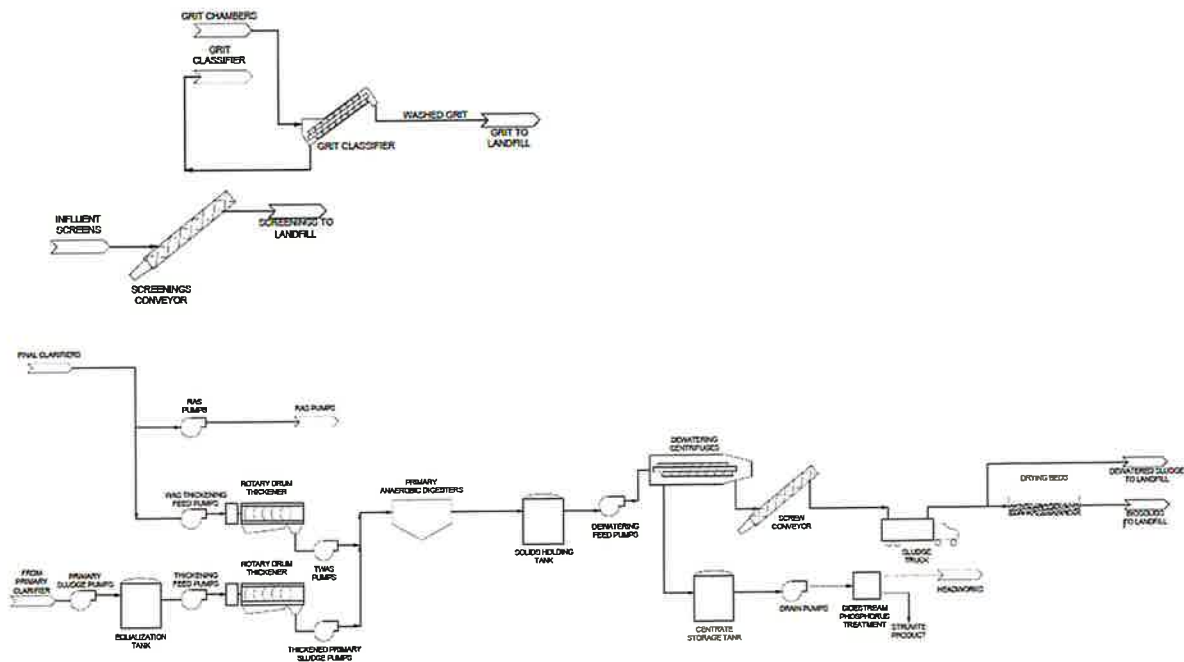 GRIT CHAMBERS
GRIT
CLASSIFIER
WASHED GRIT
GRIT TO
LANDFILL
GRIT CLASSIFIER
INFLUENT
SCREENS
SCREENINGS TO
LANDFILL
SCREENINGS
CONVEYOR
FINAL CLARIFIERS
RAS
PUMPS
RAS PUMPS
WAS THICKENING
FEED PUMPS
ROTARY DRUM
THICKENER
TWAS
PUMPS
PRIMARY
ANAEROBIC DIGESTERS
SOLIDS HOLDING
TANK
DEWATERING
FEED PUMPS
DEWATERING
CENTRIFUGES
SCREW
CONVEYOR
SLUDGE
TRUCK
DRYING BEDS
DEWATERED SLUDGE
TO LANDFILL
BIOSOLIDS
TO LANDFILL
FROM
PRIMARY
CLARIFIER
PRIMARY
SLUDGE PUMPS
EQUALIZATION
TANK
THICKENING
FEED PUMPS
ROTARY DRUM
THICKENER
THICKENED PRIMARY
SLUDGE PUMPS
CENTRATE
STORAGE TANK
DRAIN PUMPS
SIDESTREAM
PHOSPHORUS
TREATMENT
HEADWORKS
STRUVITE
PRODUCT